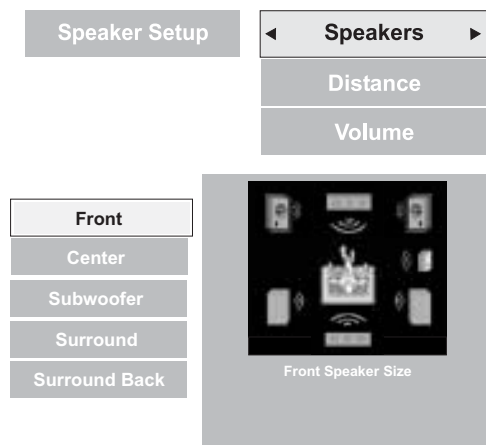 Speaker Setup
Speakers
Distance
Volume
Front
Center
Subwoofer
Surround
Surround Back
Front Speaker Size